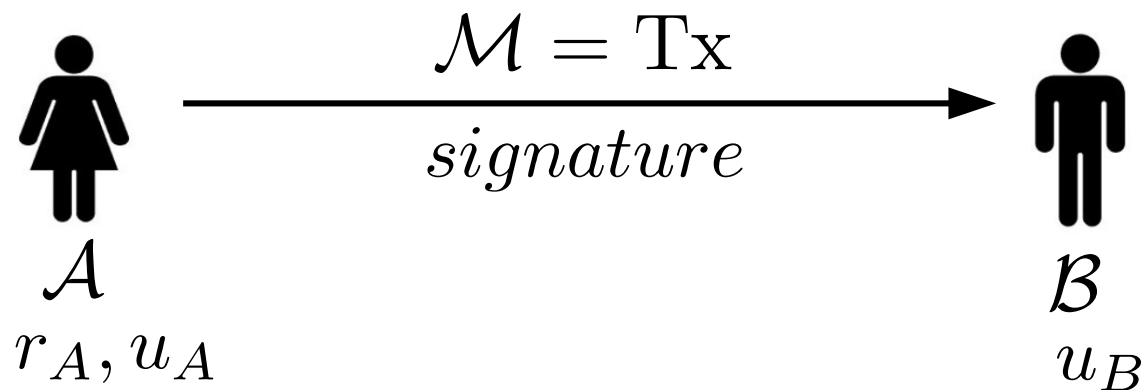 ℳ = Tx
signature
𝒜
ℬ
r_A, u_A
u_B